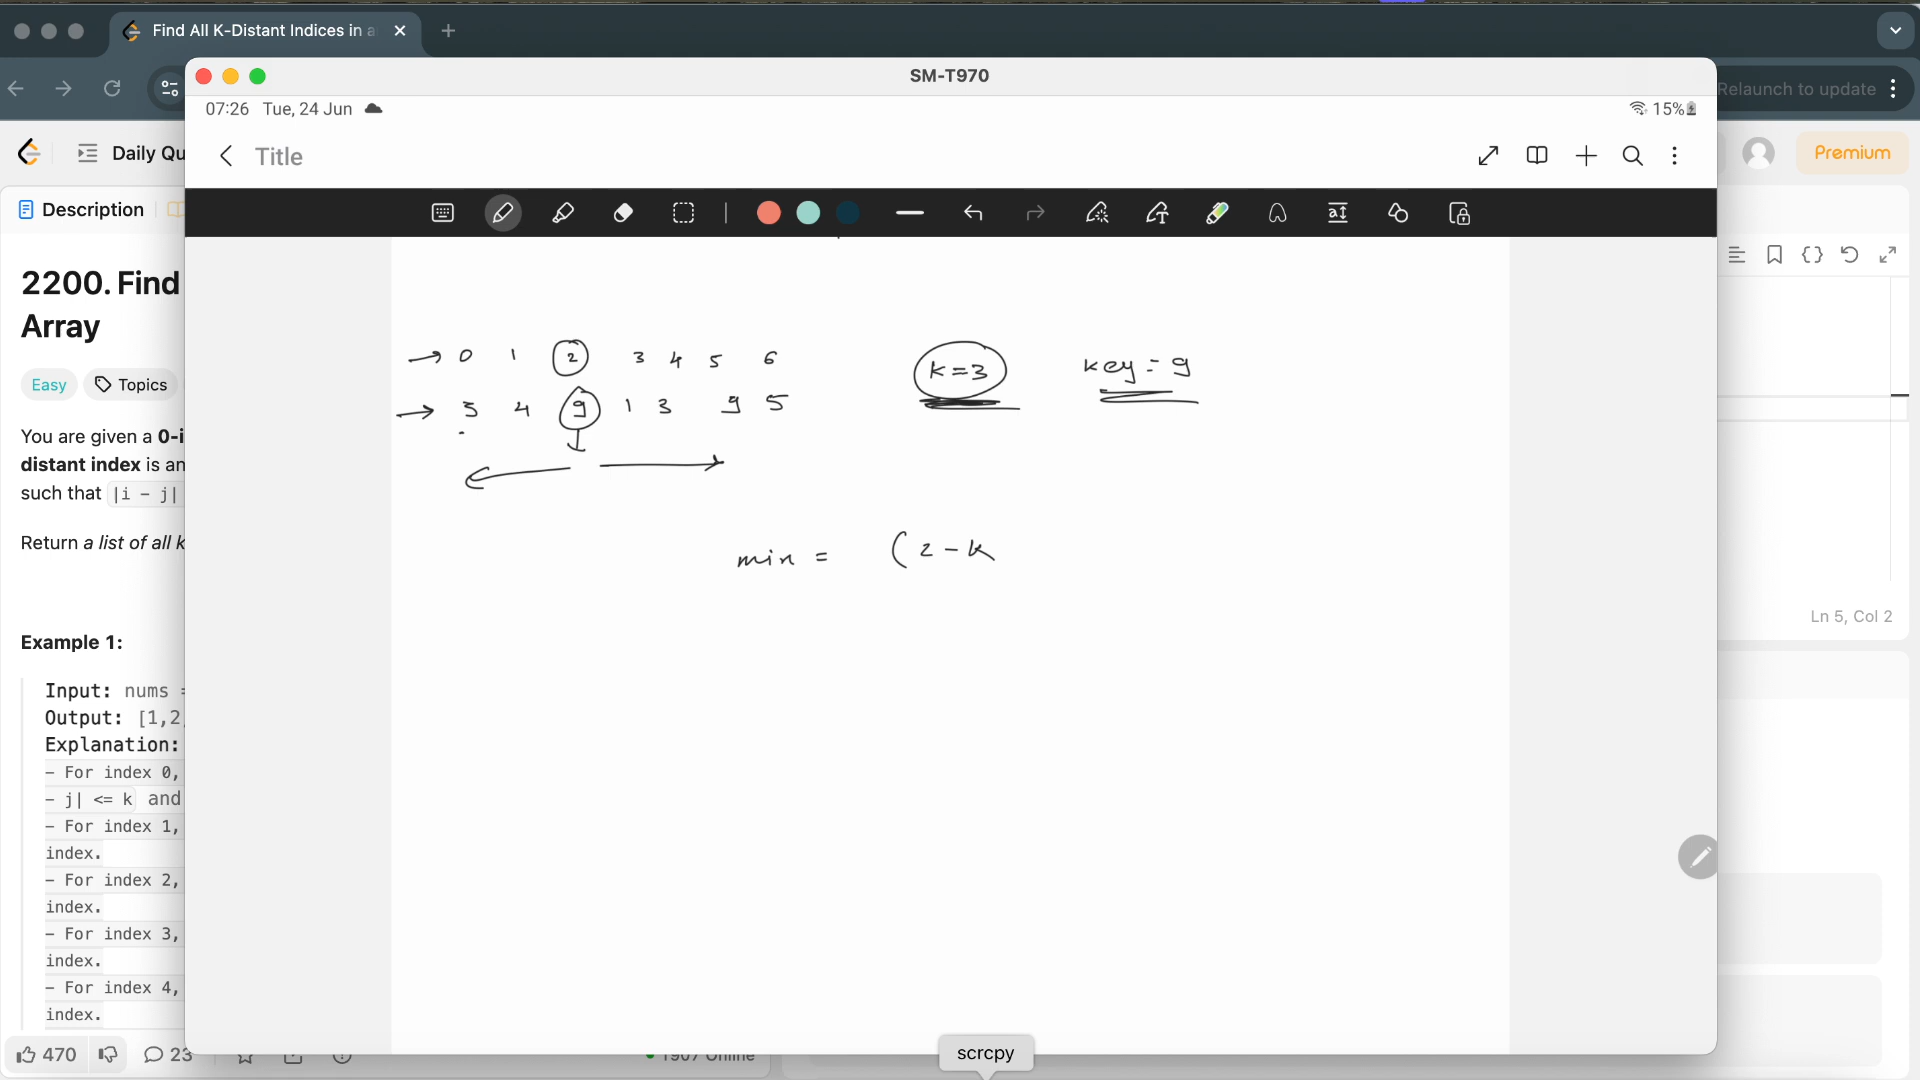 Find All K-Distant Indices in a
SM-T970
Relaunch to update
07:26 Tue, 24 Jun
15%
Daily Qu
Title
Premium
Description
2200. Find
Array
Easy
Topics
You are given a 0-i
distant index is an
such that |i - j|
Return a list of all k
Example 1:
Input: nums =
Output: [1,2,
Explanation:
- For index 0,
- j| <= k and
- For index 1,
index.
- For index 2,
index.
- For index 3,
index.
- For index 4,
index.
470
23
→ 0 1 2 3 4 5 6
k=3
key = 9
→ 5 4 9 1 3 9 5
min = (2-k
Ln 5, Col 2
1907 Online
scrcpy